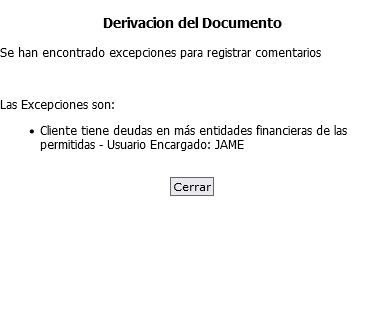 Derivacion del Documento
Se han encontrado excepciones para registrar comentarios
Las Excepciones son:
• Cliente tiene deudas en más entidades financieras de las
permitidas - Usuario Encargado: JAME
Cerrar